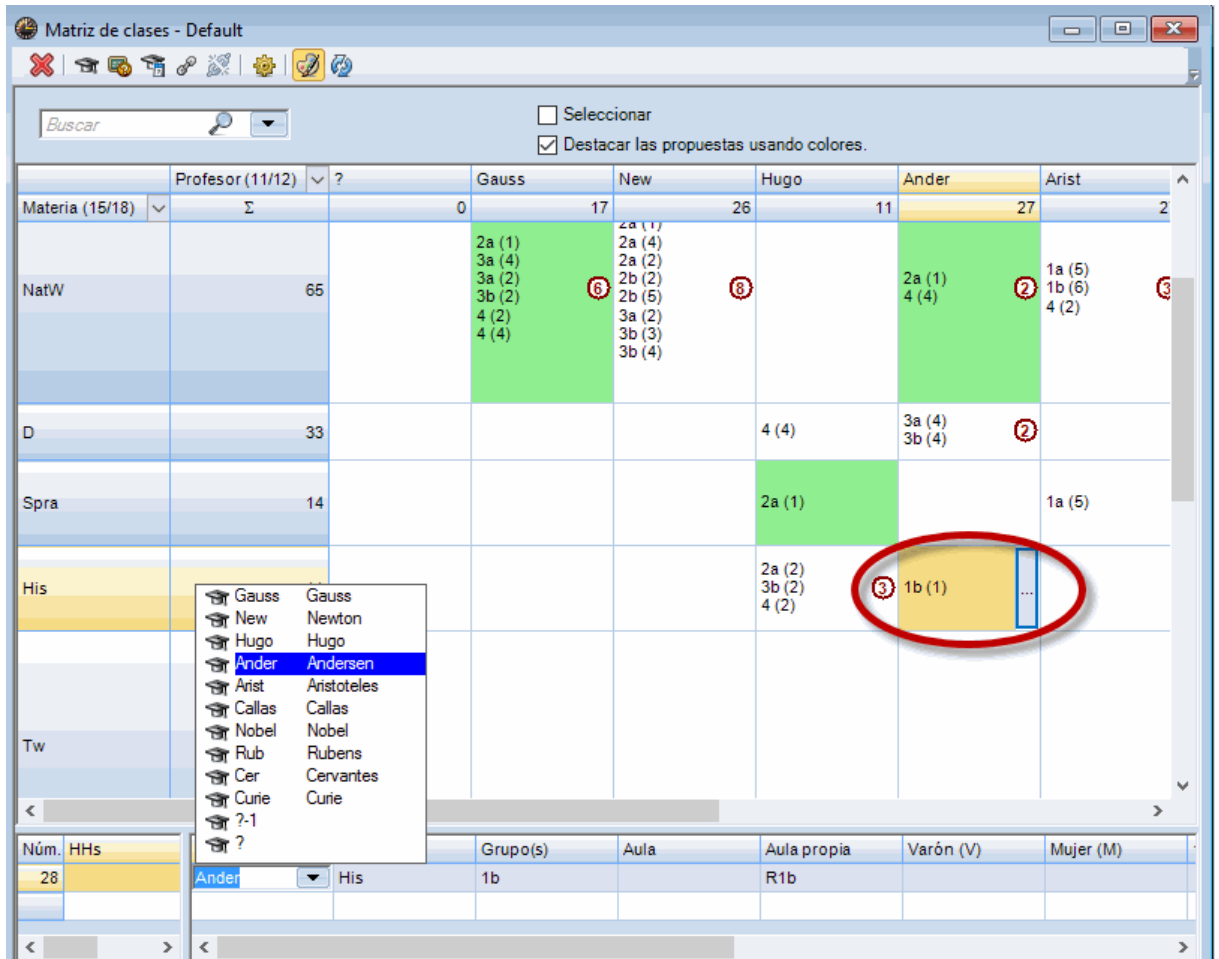 Matriz de clases - Default
Buscar
Seleccionar
Destacar las propuestas usando colores.
Profesor (11/12) ? Gauss New Hugo Ander Arist
Materia (15/18) Σ 0 17 26 11 27
NatW 65
2a (1)
3a (4)
3a (2)
3b (2)
4 (2)
4 (4)
6
2a (1)
2a (4)
2a (2)
2b (2)
2b (5)
3a (2)
3b (3)
3b (4)
8
2a (1)
4 (4)
2
1a (5)
1b (6)
4 (2)
3
D 33
4 (4)
3a (4)
3b (4)
2
Spra 14
2a (1)
1a (5)
His
2a (2)
3b (2)
4 (2)
3
1b (1)
...
Tw
Gauss Gauss
New Newton
Hugo Hugo
Ander Andersen
Arist Aristoteles
Callas Callas
Nobel Nobel
Rub Rubens
Cer Cervantes
Curie Curie
?-1
?
Núm. HHs Grupo(s) Aula Aula propia Varón (V) Mujer (M)
28 Ander His 1b R1b